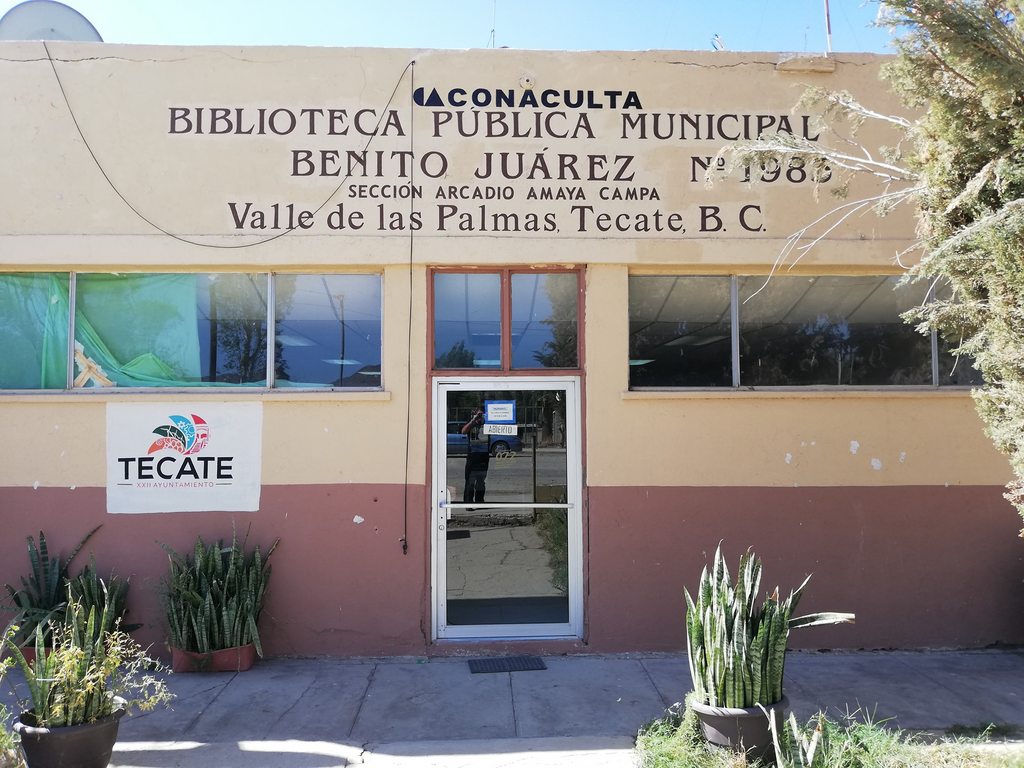 CONACULTA
BIBLIOTECA PÚBLICA MUNICIPAL
BENITO JUÁREZ Nº 1983
SECCIÓN ARCADIO AMAYA CAMPA
Valle de las Palmas, Tecate, B. C.
ABIERTO
TECATE
XXII AYUNTAMIENTO